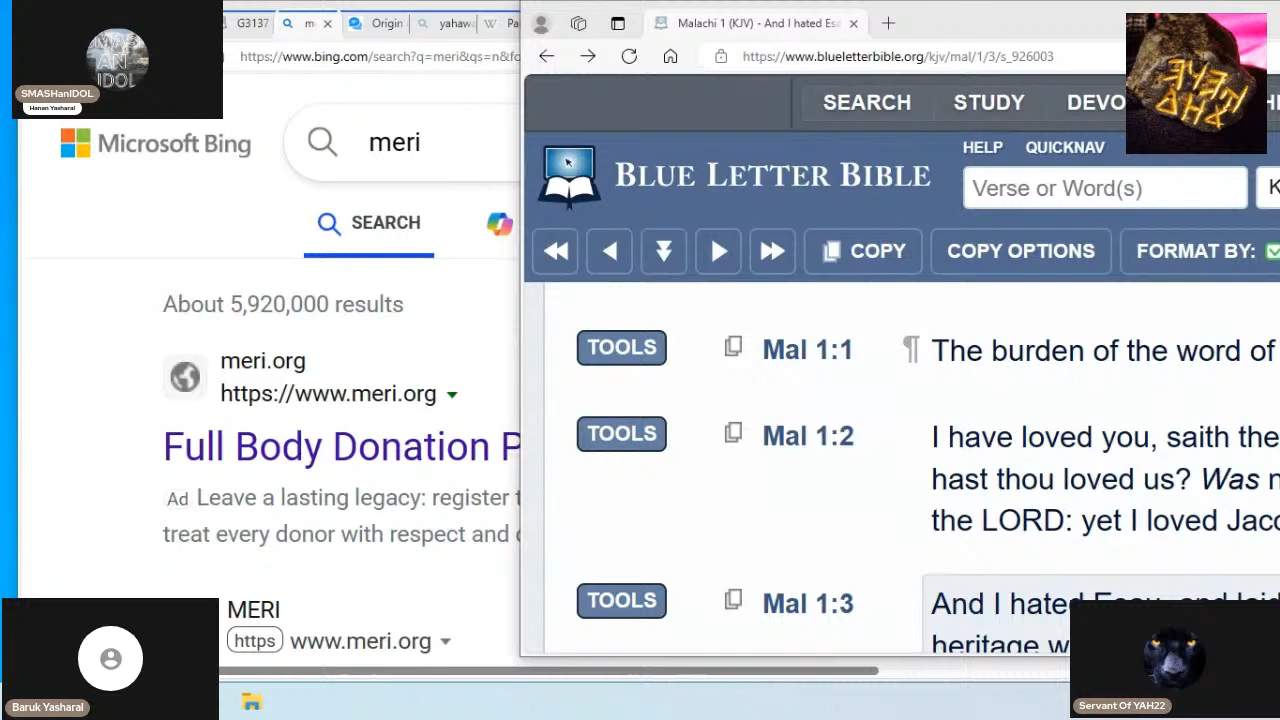 SMASHanIDOL
Hanan Yasharal
G3137
yahawa
Origin
https://www.bing.com/search?q=meri&qs=n&fo
Microsoft Bing
meri
SEARCH
About 5,920,000 results
meri.org
https://www.meri.org
Full Body Donation P
Ad Leave a lasting legacy: register
treat every donor with respect and
MERI
https www.meri.org
Malachi 1 (KJV) - And I hated Esa
https://www.blueletterbible.org/kjv/mal/1/3/s_926003
SEARCH STUDY DEVO
BLUE LETTER BIBLE
HELP QUICKNAV
Verse or Word(s)
COPY COPY OPTIONS FORMAT BY:
TOOLS Mal 1:1 ¶ The burden of the word of
TOOLS Mal 1:2 I have loved you, saith the
hast thou loved us? Was
the LORD: yet I loved Jaco
TOOLS Mal 1:3 And I hated Esau, and laid
heritage
Baruk Yasharal
Servant Of YAH22